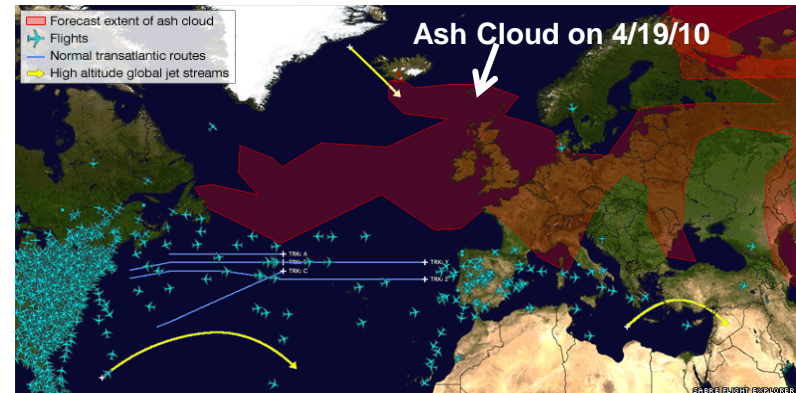 Forecast extent of ash cloud
Flights
Normal transatlantic routes
High altitude global jet streams
Ash Cloud on 4/19/10
TRK: A
TRK: C
TRK: Y
TRK: Z
SABRE FLIGHT EXPLORER